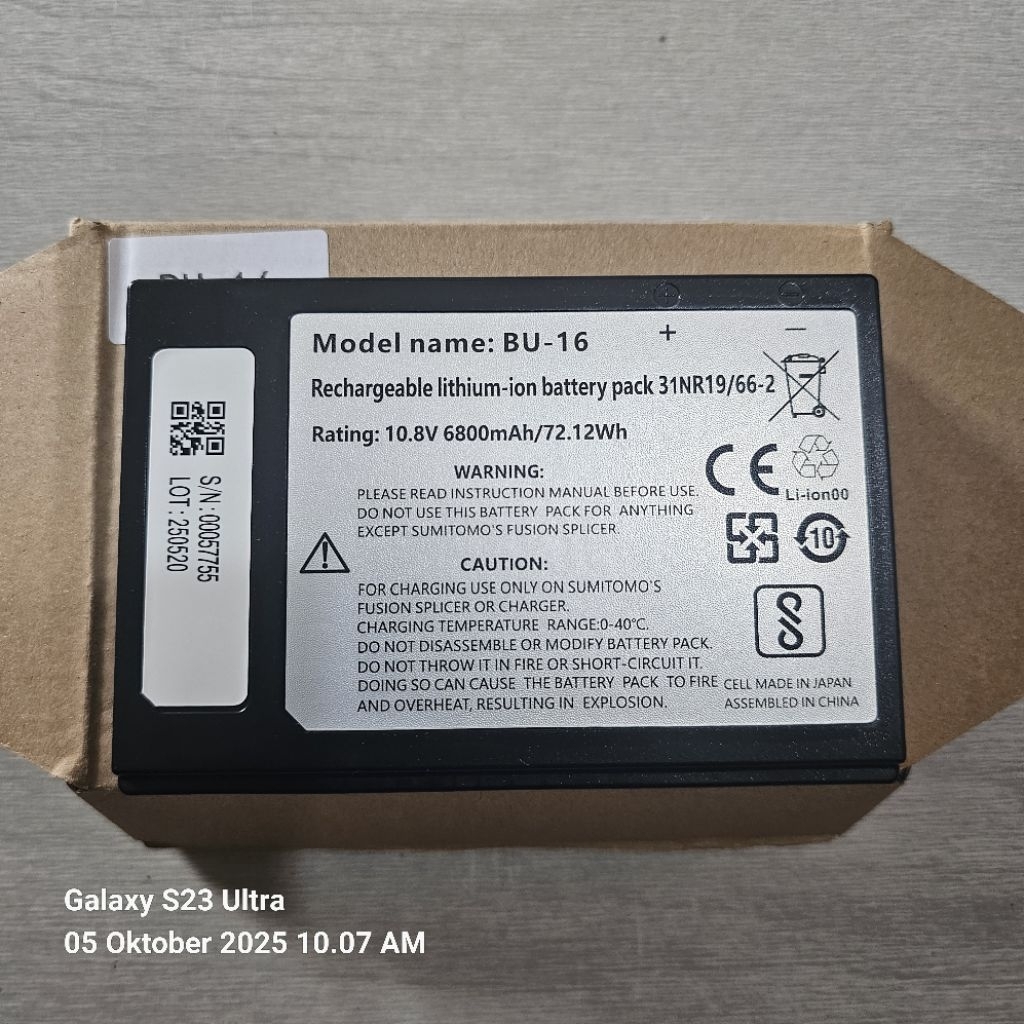 Model name: BU-16
+ −
Rechargeable lithium-ion battery pack 31NR19/66-2
Rating: 10.8V 6800mAh/72.12Wh
WARNING:
PLEASE READ INSTRUCTION MANUAL BEFORE USE.
DO NOT USE THIS BATTERY PACK FOR ANYTHING
EXCEPT SUMITOMO'S FUSION SPLICER.
CAUTION:
FOR CHARGING USE ONLY ON SUMITOMO'S
FUSION SPLICER OR CHARGER.
CHARGING TEMPERATURE RANGE:0-40℃.
DO NOT DISASSEMBLE OR MODIFY BATTERY PACK.
DO NOT THROW IT IN FIRE OR SHORT-CIRCUIT IT.
DOING SO CAN CAUSE THE BATTERY PACK TO FIRE
AND OVERHEAT, RESULTING IN EXPLOSION.
CE
Li-ion00
10
CELL MADE IN JAPAN
ASSEMBLED IN CHINA
S/N : 00057755
LOT : 250520
Galaxy S23 Ultra
05 Oktober 2025 10.07 AM